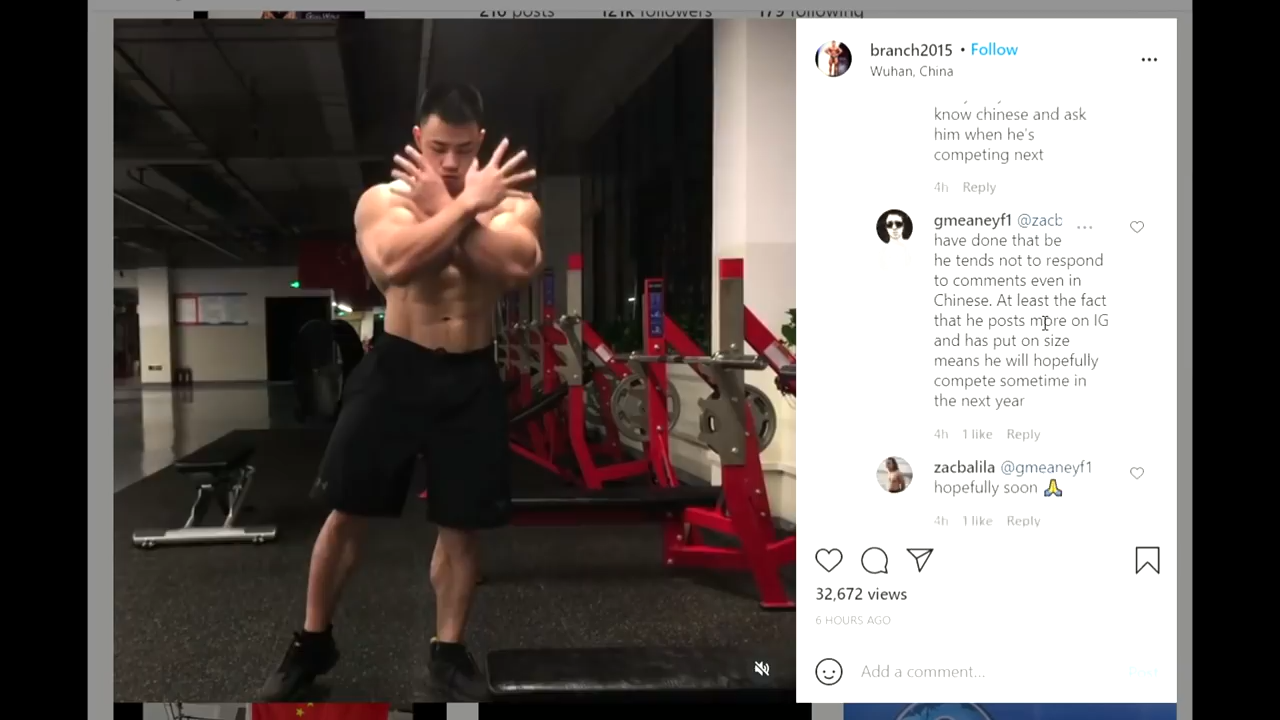 210 posts 121k followers 179 following
branch2015 • Follow
Wuhan, China
know chinese and ask
him when he's
competing next
4h Reply
gmeaneyf1 @zacb ...
have done that be
he tends not to respond
to comments even in
Chinese. At least the fact
that he posts more on IG
and has put on size
means he will hopefully
compete sometime in
the next year
4h 1 like Reply
zacbalila @gmeaneyf1
hopefully soon 🙏
4h 1 like Reply
32,672 views
6 HOURS AGO
Add a comment...
Post